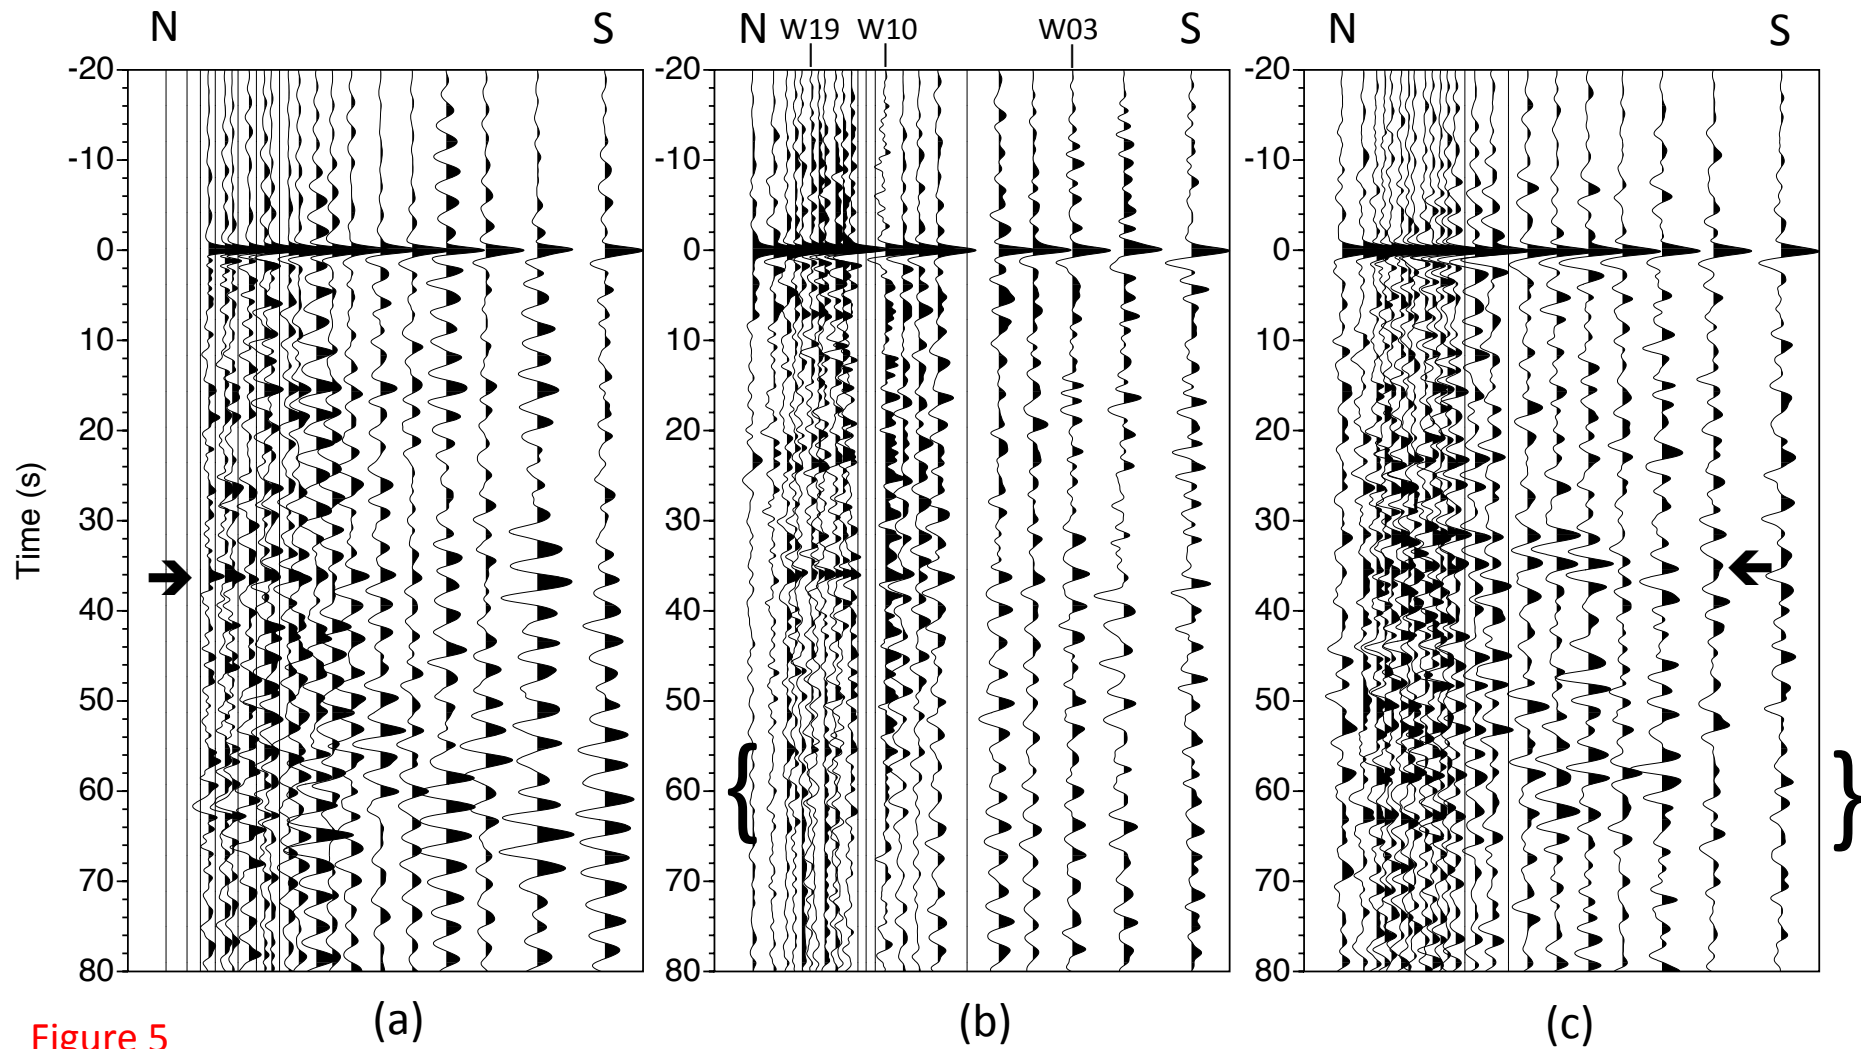 N S N W19 W10 W03 S N S
-20 -20 -20
-10 -10 -10
0 0 0
10 10 10
20 20 20
30 30 30
40 40 40
50 50 50
60 { 60 60 }
70 70 70
80 80 80
Time (s)
(a) (b) (c)
Figure 5